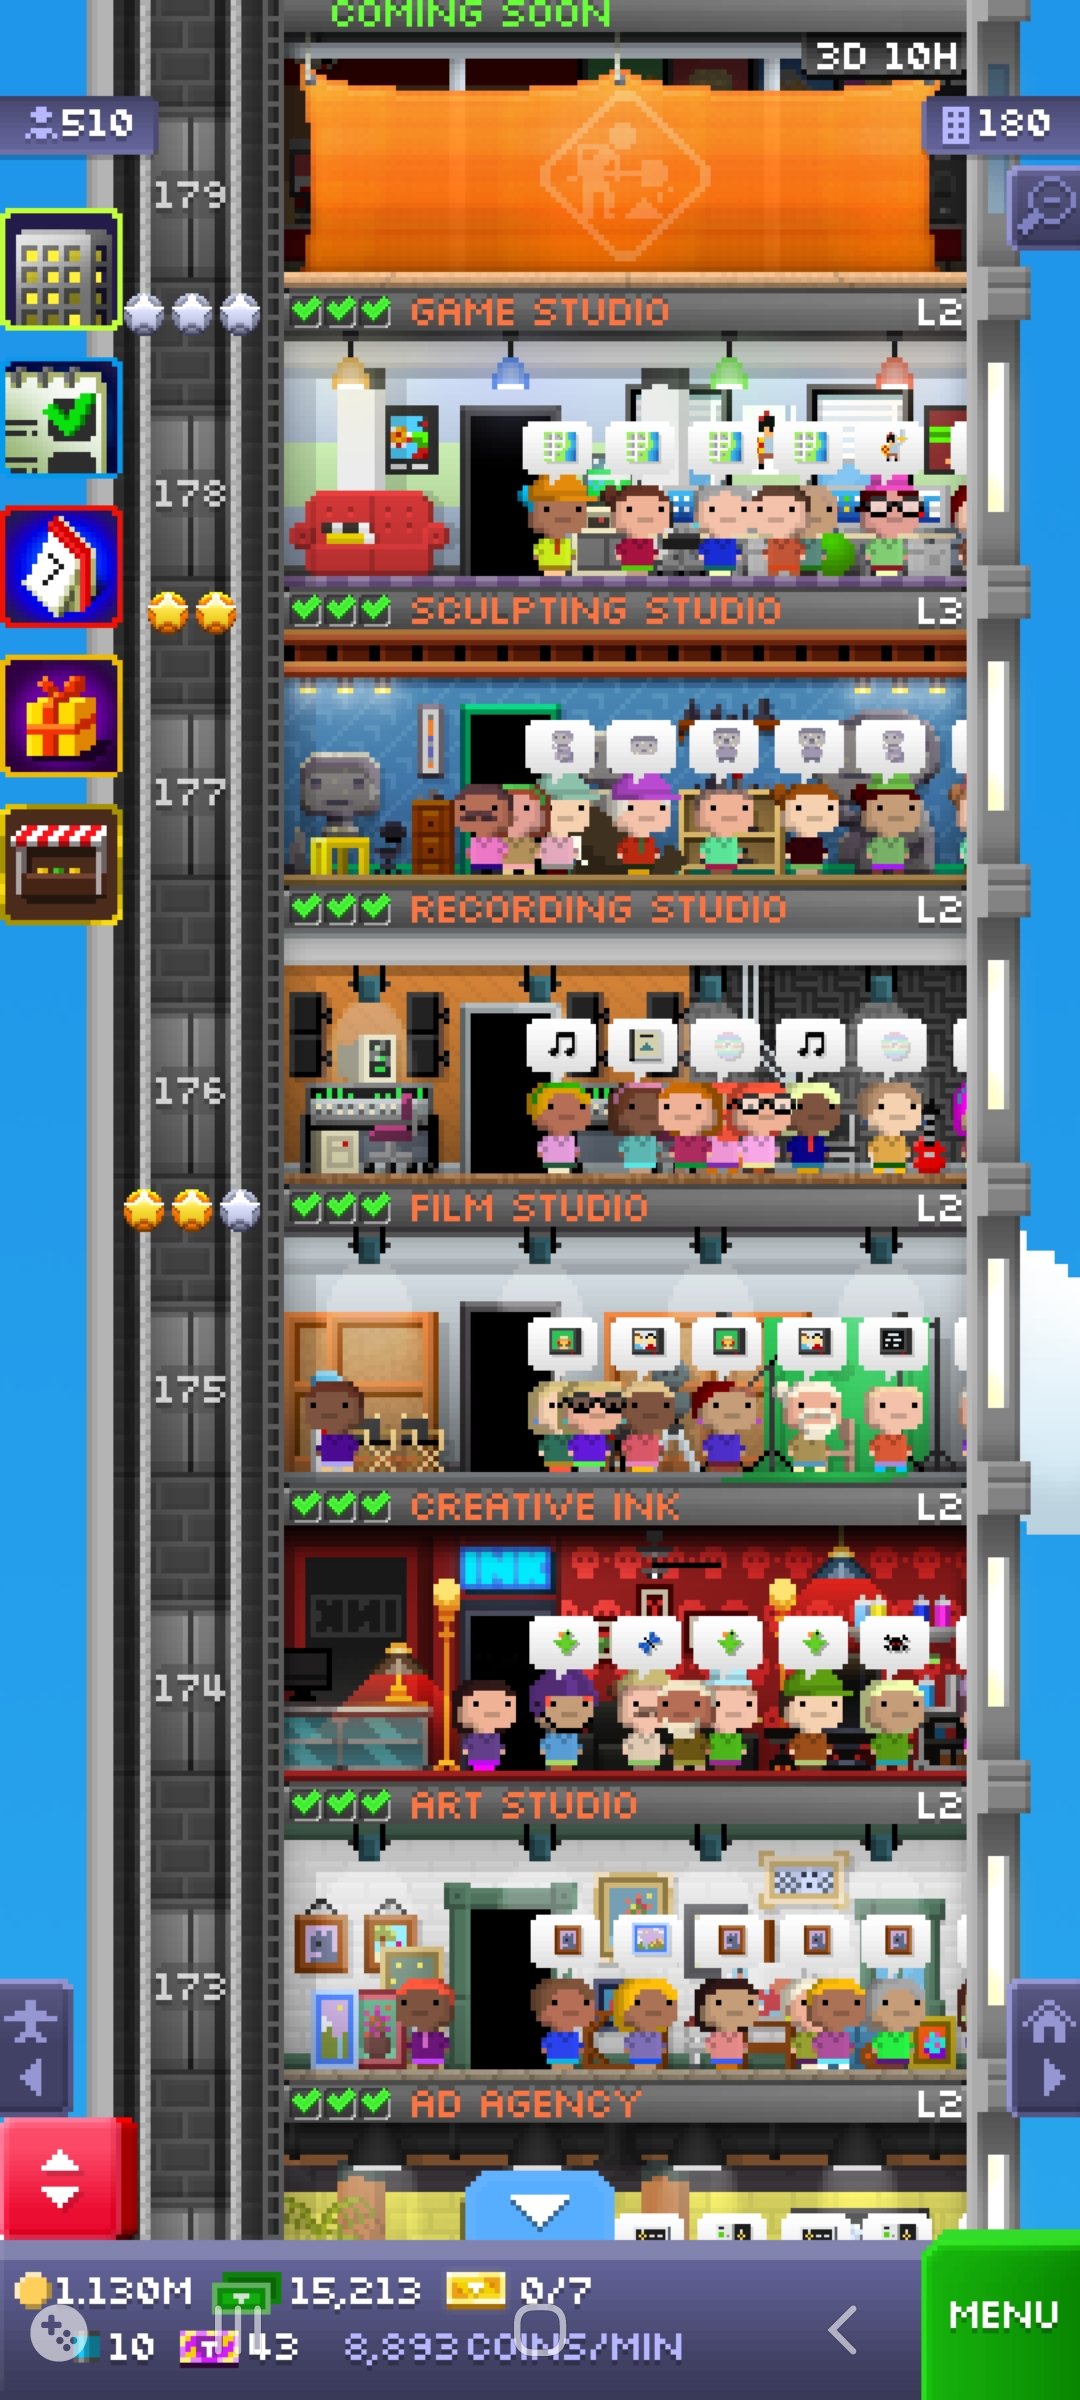 COMING SOON
3D 10H
510
180
179
GAME STUDIO L2
178
SCULPTING STUDIO L3
177
RECORDING STUDIO L2
176
FILM STUDIO L2
175
CREATIVE INK L2
INK
INK
174
ART STUDIO L2
173
AD AGENCY L2
1.130M 15,213 0/7
10 43 8,893 COINS/MIN
MENU